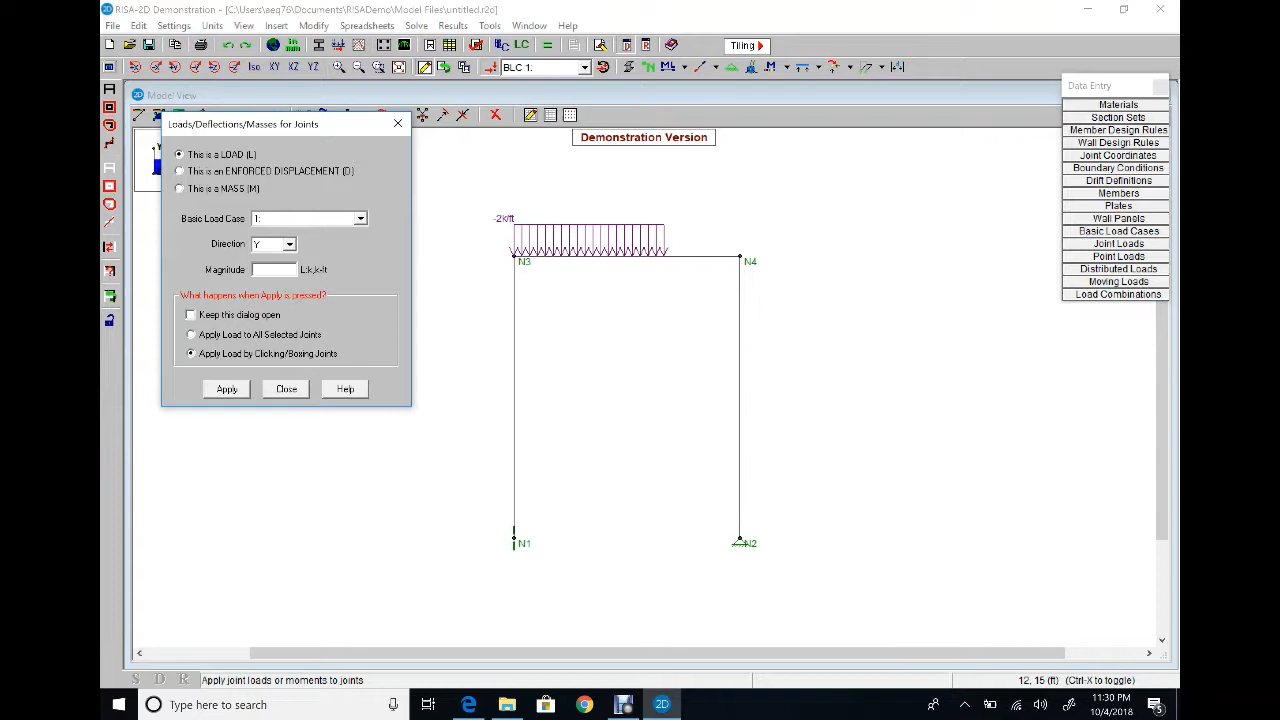 RISA-2D Demonstration - [C:\Users\aeq76\Documents\RISADemo\Model Files\untitled.r2d]
File Edit Settings Units View Insert Modify Spreadsheets Solve Results Tools Window Help
LC
Tiling
Iso XY XZ YZ
BLC 1:
Model View
Data Entry
Materials
Section Sets
Member Design Rules
Wall Design Rules
Joint Coordinates
Boundary Conditions
Drift Definitions
Members
Plates
Wall Panels
Basic Load Cases
Joint Loads
Point Loads
Distributed Loads
Moving Loads
Load Combinations
Loads/Deflections/Masses for Joints
This is a LOAD (L)
This is an ENFORCED DISPLACEMENT (D)
This is a MASS (M)
Basic Load Case 1:
Direction Y
Magnitude L:k,k-ft
What happens when Apply is pressed?
Keep this dialog open
Apply Load to All Selected Joints
Apply Load by Clicking/Boxing Joints
Apply Close Help
Demonstration Version
-2k/ft
N3
N4
N1
N2
S D R Apply joint loads or moments to joints
12, 15 (ft) (Ctrl-X to toggle)
Type here to search
11:30 PM
10/4/2018